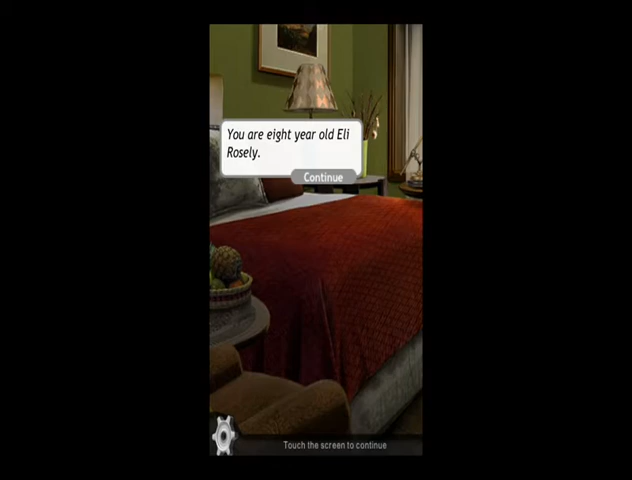 You are eight year old Eli
Rosely.
Continue
Touch the screen to continue